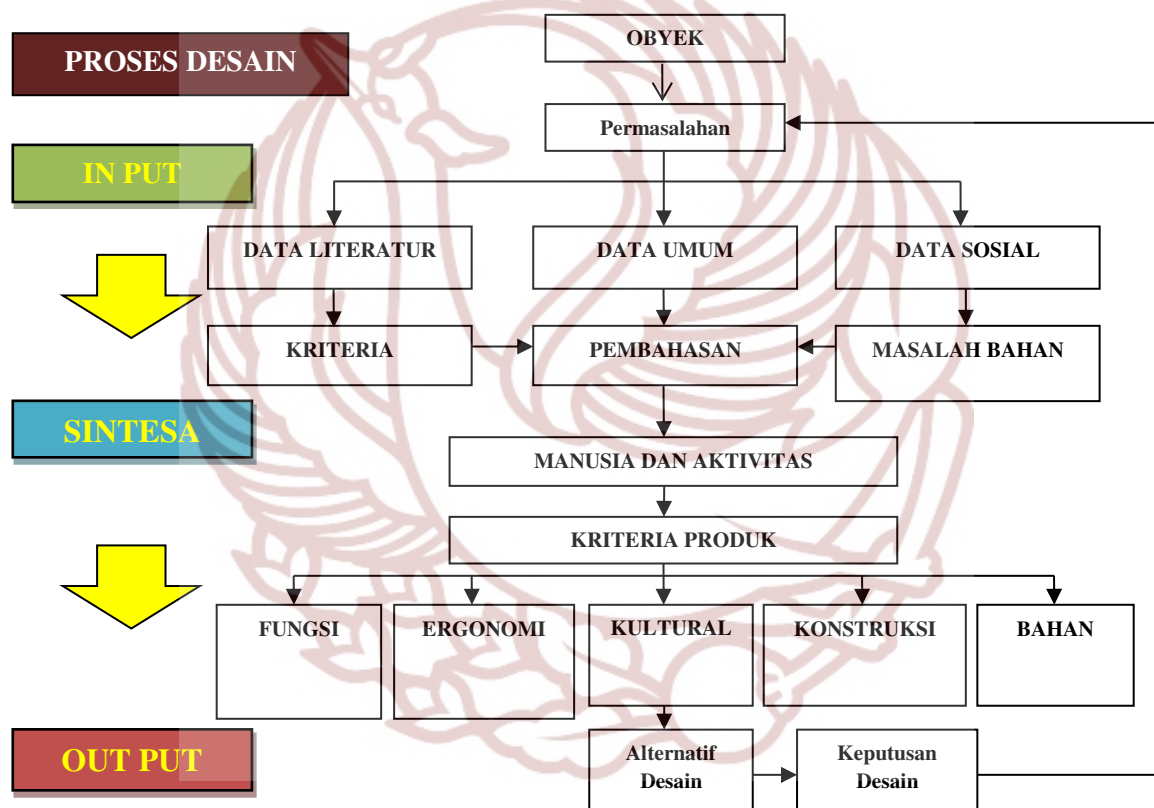 PROSES DESAIN
OBYEK
Permasalahan
IN PUT
DATA LITERATUR
DATA UMUM
DATA SOSIAL
KRITERIA
PEMBAHASAN
MASALAH BAHAN
SINTESA
MANUSIA DAN AKTIVITAS
KRITERIA PRODUK
FUNGSI
ERGONOMI
KULTURAL
KONSTRUKSI
BAHAN
OUT PUT
Alternatif
Desain
Keputusan
Desain